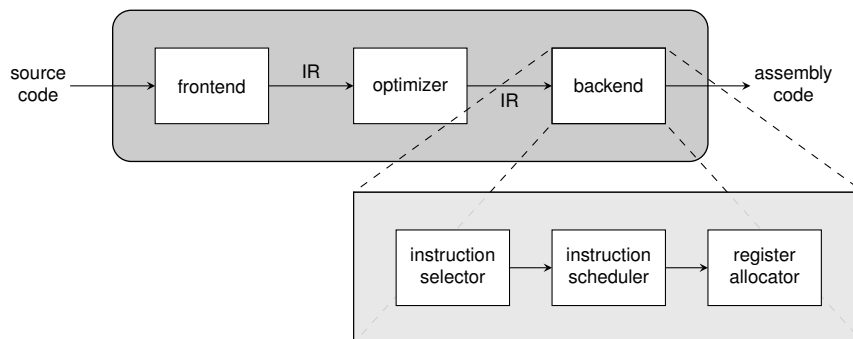 source
code
frontend
IR
optimizer
IR
backend
assembly
code
instruction
selector
instruction
scheduler
register
allocator